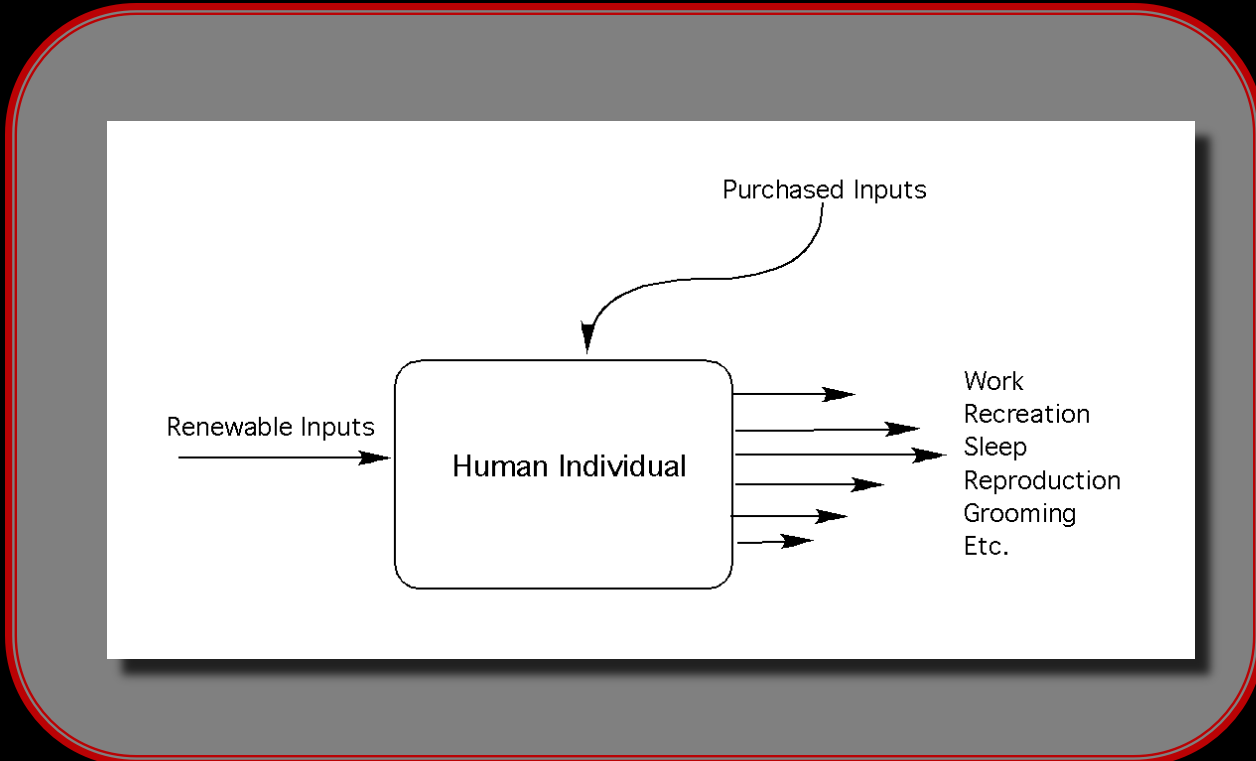 Purchased Inputs
Renewable Inputs
Human Individual
Work
Recreation
Sleep
Reproduction
Grooming
Etc.